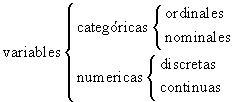 variables
categóricas
ordinales
nominales
numericas
discretas
continuas